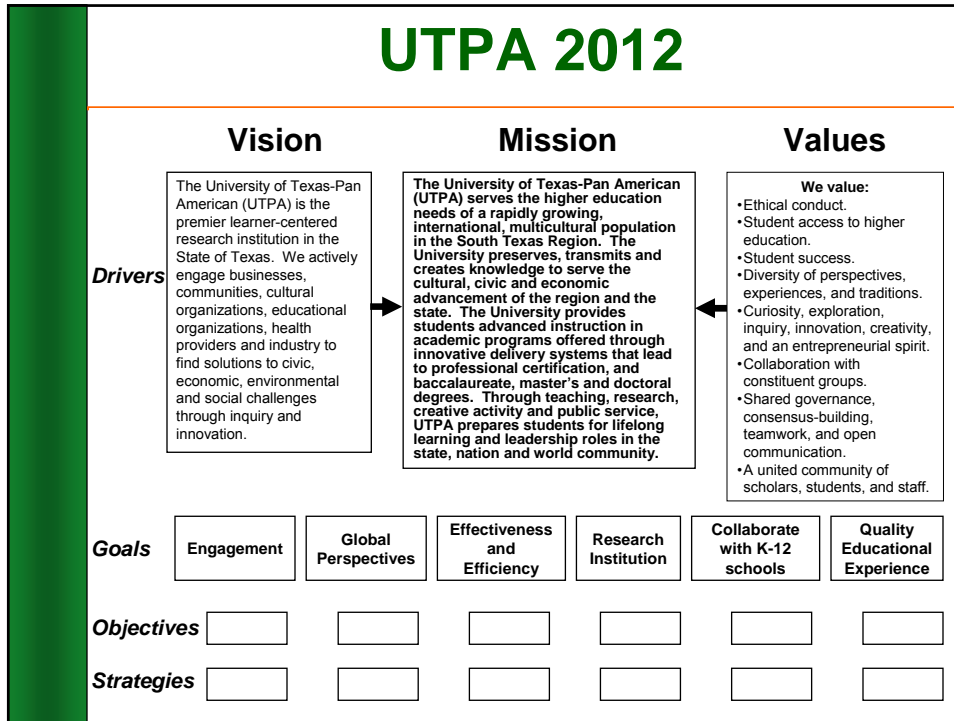 UTPA 2012
Vision
Mission
Values
Drivers
The University of Texas-Pan
American (UTPA) is the
premier learner-centered
research institution in the
State of Texas.  We actively
engage businesses,
communities, cultural
organizations, educational
organizations, health
providers and industry to
find solutions to civic,
economic, environmental
and social challenges
through inquiry and
innovation.
The University of Texas-Pan American
(UTPA) serves the higher education
needs of a rapidly growing,
international, multicultural population
in the South Texas Region.  The
University preserves, transmits and
creates knowledge to serve the
cultural, civic and economic
advancement of the region and the
state.  The University provides
students advanced instruction in
academic programs offered through
innovative delivery systems that lead
to professional certification, and
baccalaureate, master's and doctoral
degrees.  Through teaching, research,
creative activity and public service,
UTPA prepares students for lifelong
learning and leadership roles in the
state, nation and world community.
We value:
•Ethical conduct.
•Student access to higher
education.
•Student success.
•Diversity of perspectives,
experiences, and traditions.
•Curiosity, exploration,
inquiry, innovation, creativity,
and an entrepreneurial spirit.
•Collaboration with
constituent groups.
•Shared governance,
consensus-building,
teamwork, and open
communication.
•A united community of
scholars, students, and staff.
Goals
Engagement
Global
Perspectives
Effectiveness
and
Efficiency
Research
Institution
Collaborate
with K-12
schools
Quality
Educational
Experience
Objectives
Strategies